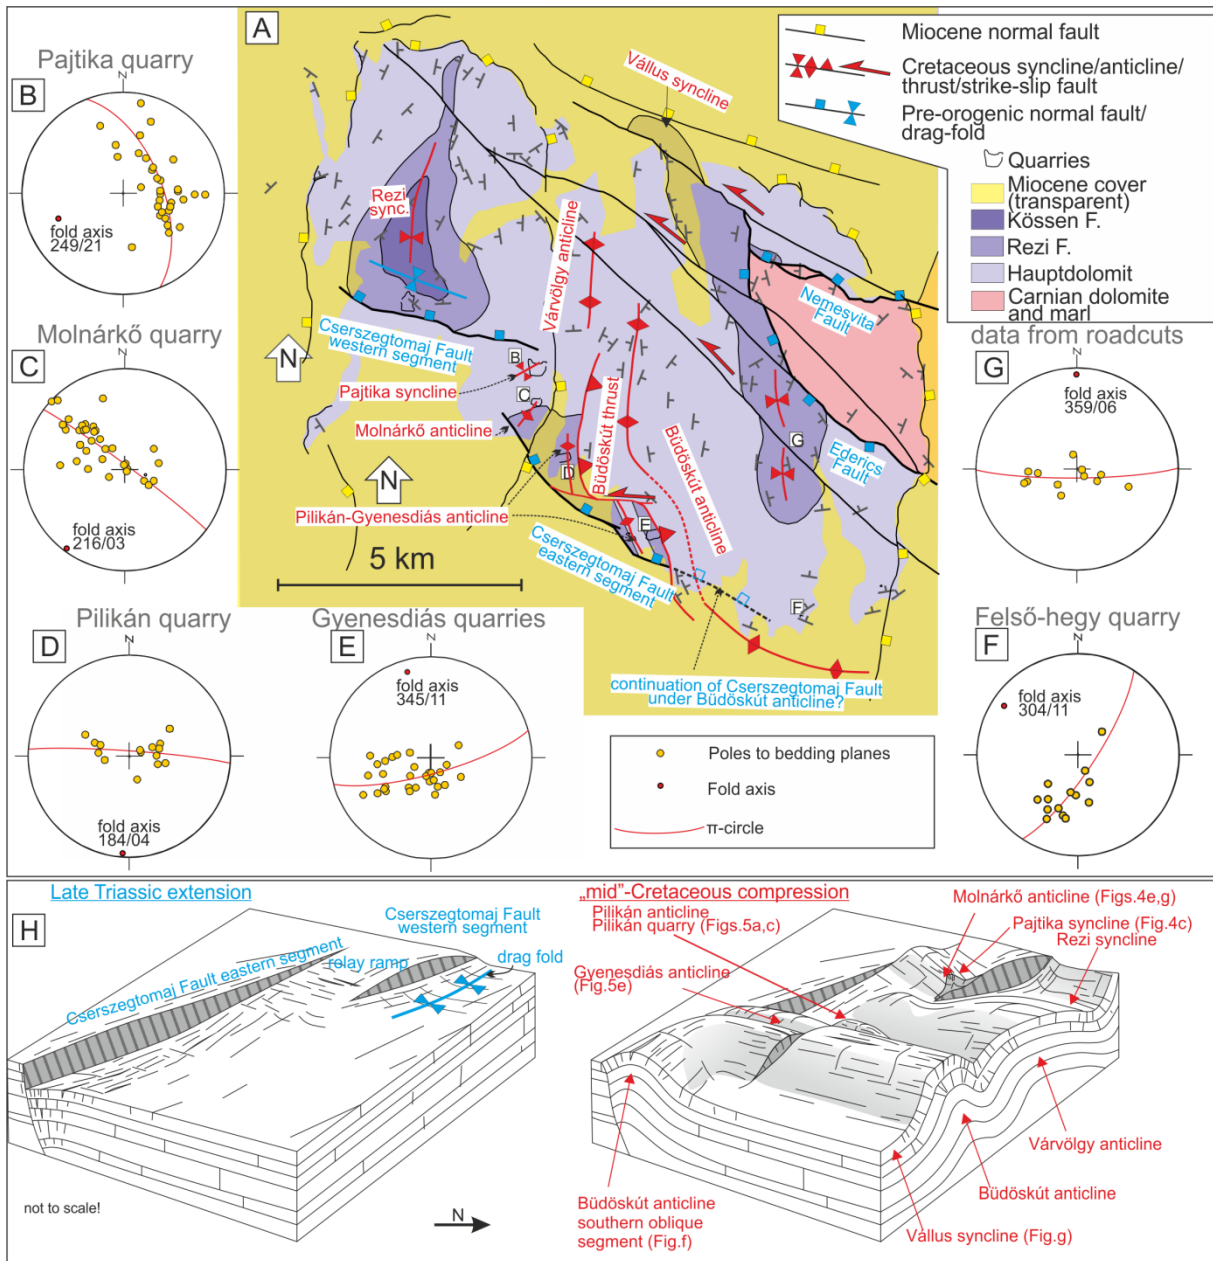 Pajtika quarry
B
N
fold axis
249/21
Molnárkő quarry
C
N
fold axis
216/03
A
Vállus syncline
Rezi
sync.
Várvölgy anticline
Cserszegtomaj Fault
western segment
N
B
Pajtika syncline
C
Molnárkő anticline
N
D
Pilikán-Gyenesdiás anticline
Büdöskút thrust
Büdöskút anticline
E
Cserszegtomaj Fault
eastern segment
F
G
Nemesvita
Fault
Ederics
Fault
5 km
continuation of Cserszegtomaj Fault
under Büdöskút anticline?
Miocene normal fault
Cretaceous syncline/anticline/
thrust/strike-slip fault
Pre-orogenic normal fault/
drag-fold
Quarries
Miocene cover
(transparent)
Kössen F.
Rezi F.
Hauptdolomit
Carnian dolomite
and marl
data from roadcuts
G
N
fold axis
359/06
Pilikán quarry
D
N
fold axis
184/04
Gyenesdiás quarries
E
N
fold axis
345/11
Poles to bedding planes
Fold axis
π-circle
Felső-hegy quarry
F
N
fold axis
304/11
H
Late Triassic extension
Cserszegtomaj Fault
western segment
drag fold
relay ramp
Cserszegtomaj Fault eastern segment
not to scale!
N
„mid”-Cretaceous compression
Pilikán anticline
Pilikán quarry (Figs.5a,c)
Gyenesdiás anticline
(Fig.5e)
Molnárkő anticline (Figs.4e,g)
Pajtika syncline (Fig.4c)
Rezi syncline
Várvölgy anticline
Büdöskút anticline
Vállus syncline (Fig.g)
Büdöskút anticline
southern oblique
segment (Fig.f)